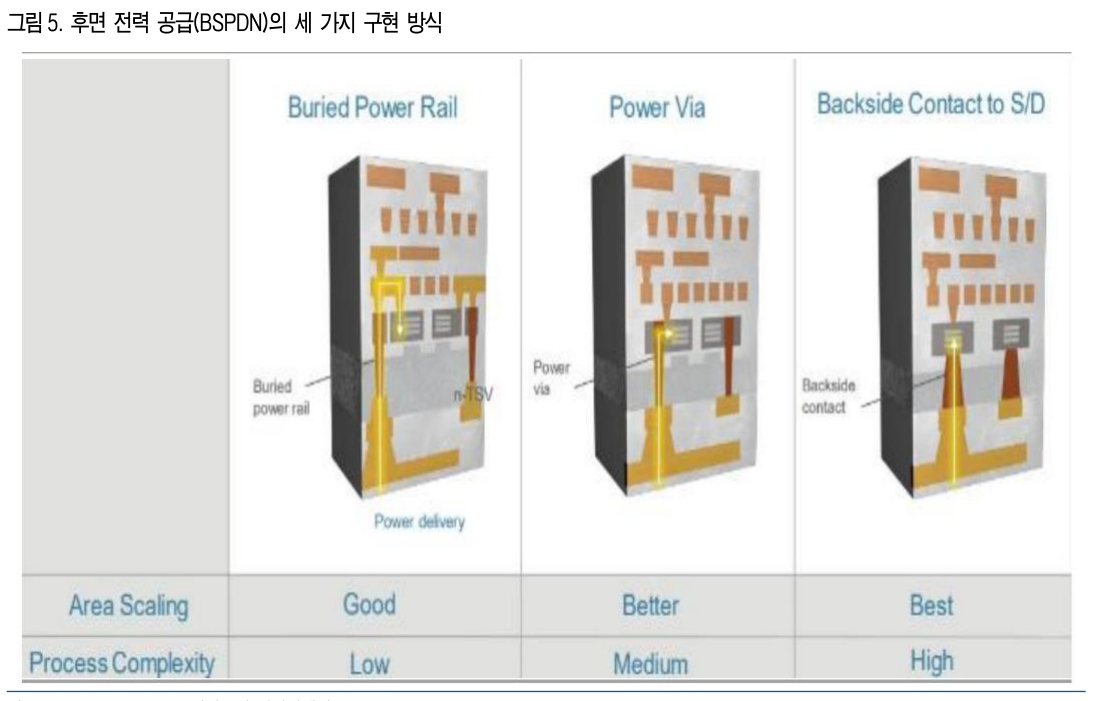 그림 5. 후면 전력 공급(BSPDN)의 세 가지 구현 방식
Buried Power Rail
Power Via
Backside Contact to S/D
Buried
power rail
n-TSV
Power delivery
Power
via
Backside
contact
Area Scaling
Good
Better
Best
Process Complexity
Low
Medium
High